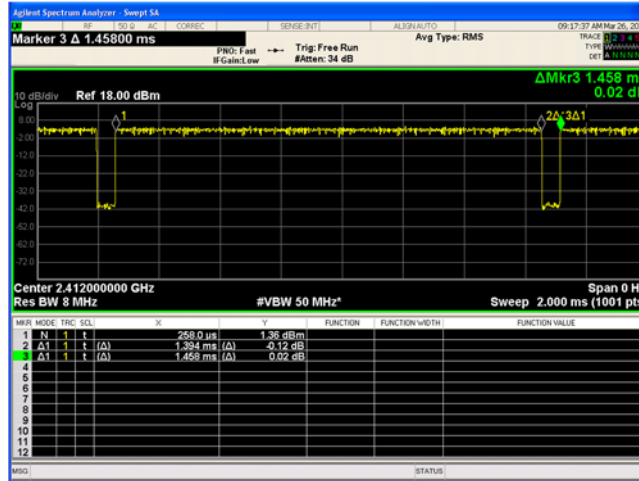 Agilent Spectrum Analyzer - Swept SA
RF 50 Ω AC CORREC SENSE:INT ALIGN AUTO 09:17:37 AM Mar 26, 20
Marker 3 Δ 1.45800 ms
PNO: Fast Trig: Free Run Avg Type: RMS TRACE 1 2 3 4 5
IFGain:Low #Atten: 34 dB TYPE
DET A N N N N
ΔMkr3 1.458 m
0.02 d
10 dB/div Ref 18.00 dBm
Log
8.00
1 2Δ 3Δ1
-2.00
-12.0
-22.0
-32.0
-42.0
-52.0
-62.0
-72.0
Center 2.412000000 GHz Span 0 H
Res BW 8 MHz #VBW 50 MHz* Sweep 2.000 ms (1001 pts
MKR MODE TRC SCL X Y FUNCTION FUNCTION WIDTH FUNCTION VALUE
1 N 1 t 258.0 µs 1.36 dBm
2 Δ1 1 t (Δ) 1.394 ms (Δ) -0.12 dB
3 Δ1 1 t (Δ) 1.458 ms (Δ) 0.02 dB
4
5
6
7
8
9
10
11
12
MSG STATUS